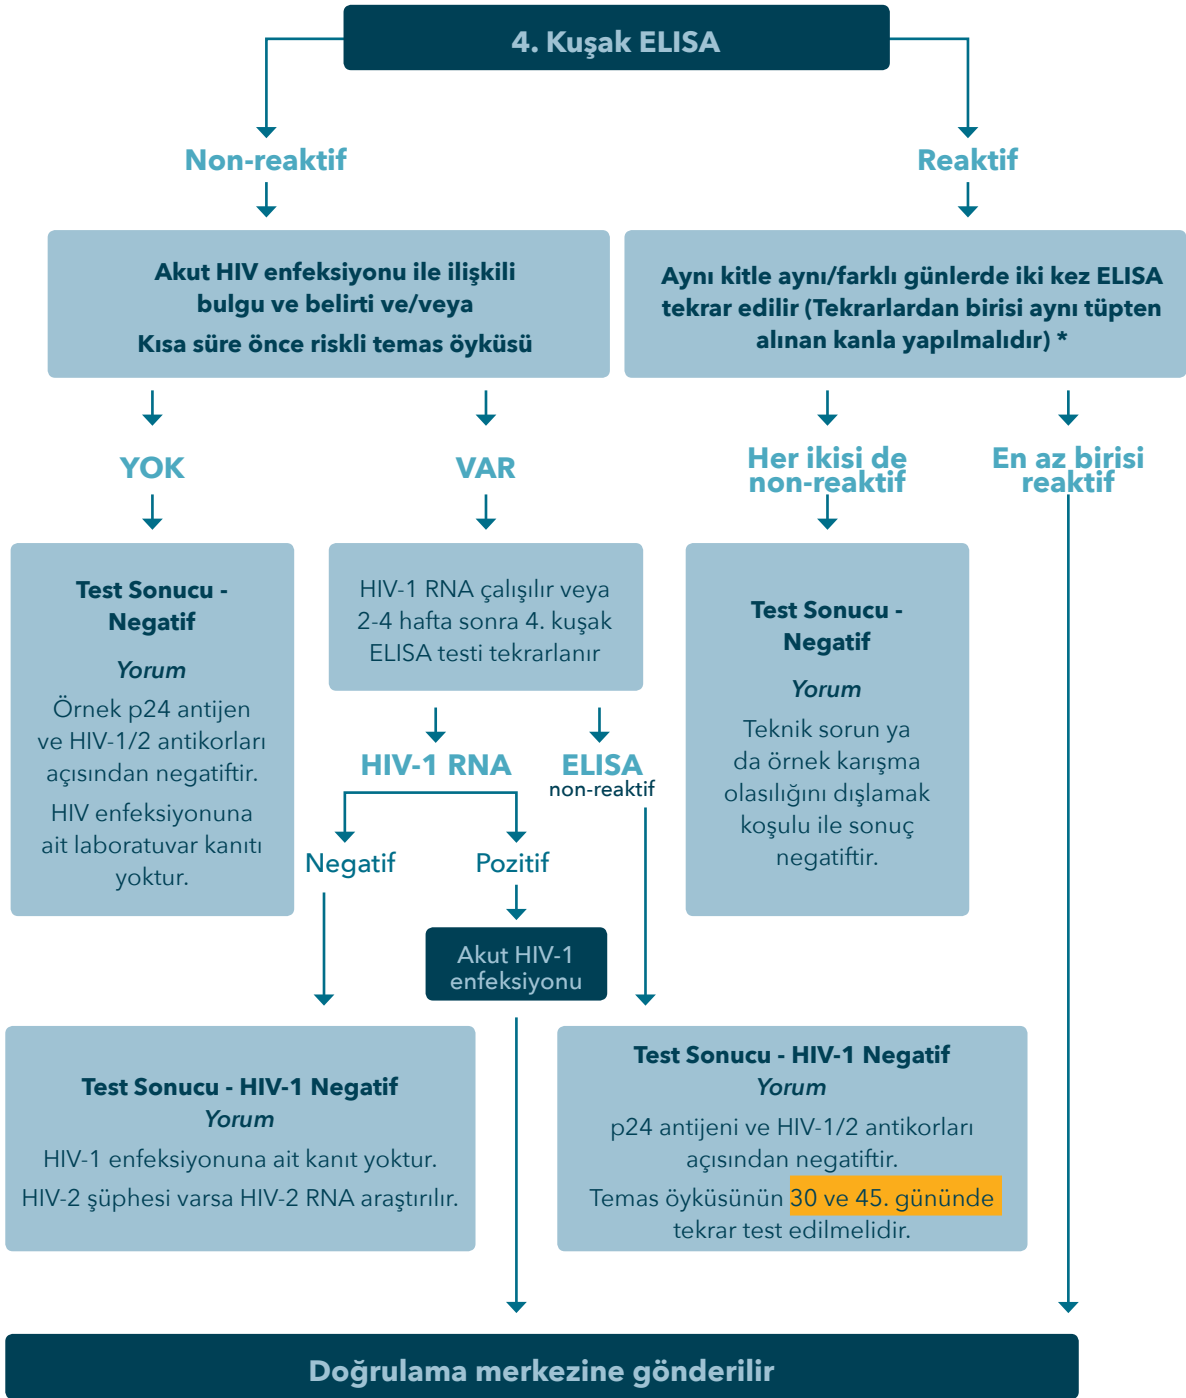 4. Kuşak ELISA
Non-reaktif
Reaktif
Akut HIV enfeksiyonu ile ilişkili
bulgu ve belirti ve/veya
Kısa süre önce riskli temas öyküsü
Aynı kitle aynı/farklı günlerde iki kez ELISA
tekrar edilir (Tekrarlardan birisi aynı tüpten
alınan kanla yapılmalıdır) *
YOK
VAR
Her ikisi de
non-reaktif
En az birisi
reaktif
Test Sonucu -
Negatif
Yorum
Örnek p24 antijen
ve HIV-1/2 antikorları
açısından negatiftir.
HIV enfeksiyonuna
ait laboratuvar kanıtı
yoktur.
HIV-1 RNA çalışılır veya
2-4 hafta sonra 4. kuşak
ELISA testi tekrarlanır
Test Sonucu -
Negatif
Yorum
Teknik sorun ya
da örnek karışma
olasılığını dışlamak
koşulu ile sonuç
negatiftir.
HIV-1 RNA
ELISA
non-reaktif
Negatif
Pozitif
Akut HIV-1
enfeksiyonu
Test Sonucu - HIV-1 Negatif
Yorum
HIV-1 enfeksiyonuna ait kanıt yoktur.
HIV-2 şüphesi varsa HIV-2 RNA araştırılır.
Test Sonucu - HIV-1 Negatif
Yorum
p24 antijeni ve HIV-1/2 antikorları
açısından negatiftir.
Temas öyküsünün 30 ve 45. gününde
tekrar test edilmelidir.
Doğrulama merkezine gönderilir